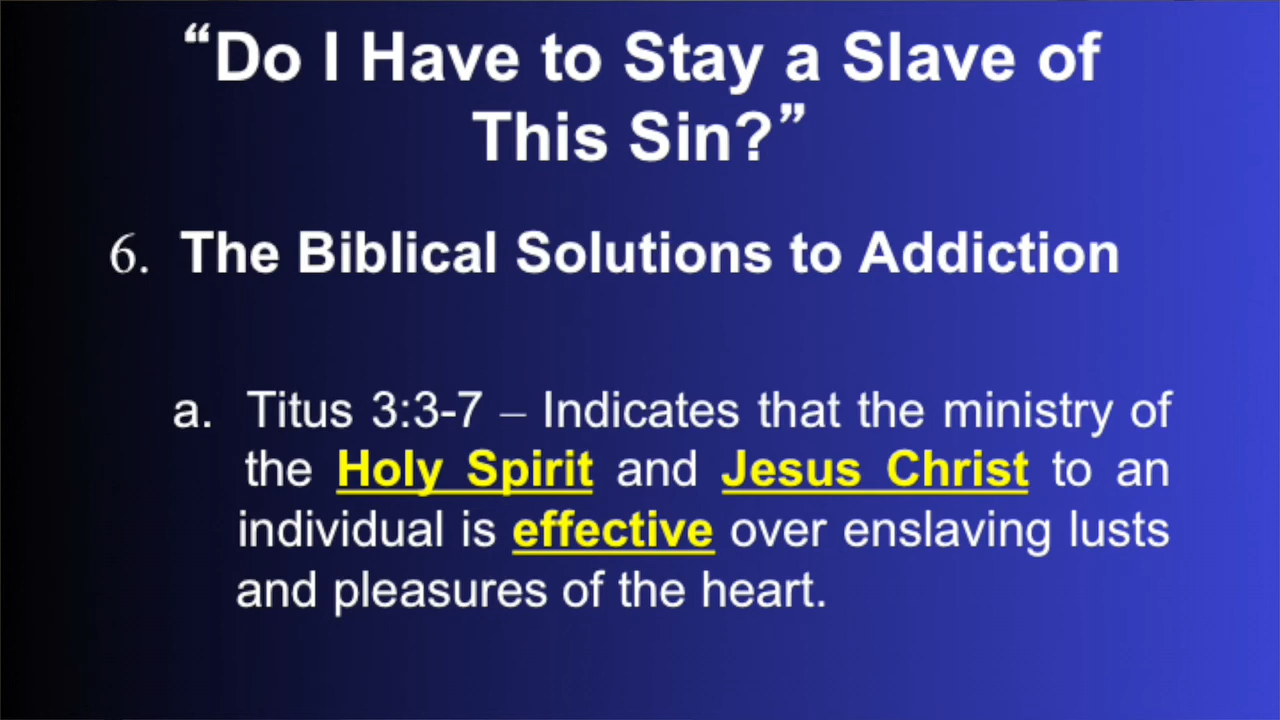 “Do I Have to Stay a Slave of
This Sin?”
6. The Biblical Solutions to Addiction
a. Titus 3:3-7 – Indicates that the ministry of
the Holy Spirit and Jesus Christ to an
individual is effective over enslaving lusts
and pleasures of the heart.